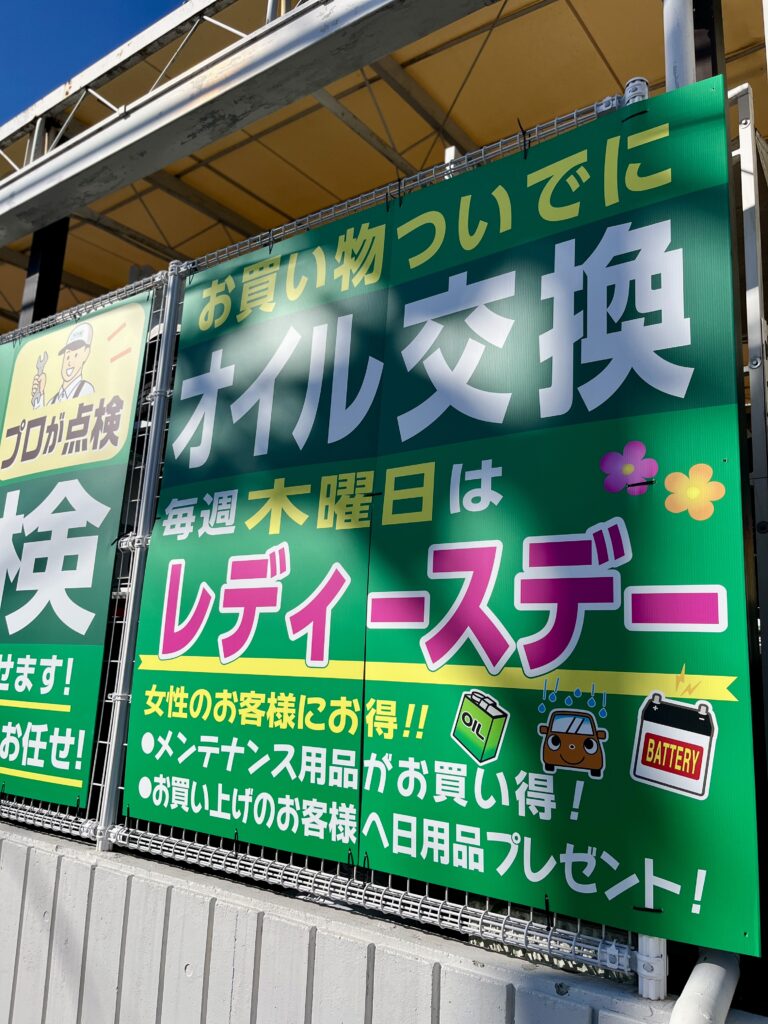 プロが点検
検
せます!
お任せ!
お買い物ついでに
オイル交換
毎週木曜日は
レディースデー
女性のお客様にお得!!
●メンテナンス用品がお買い得!
●お買い上げのお客様へ日用品プレゼント!
OIL
BATTERY